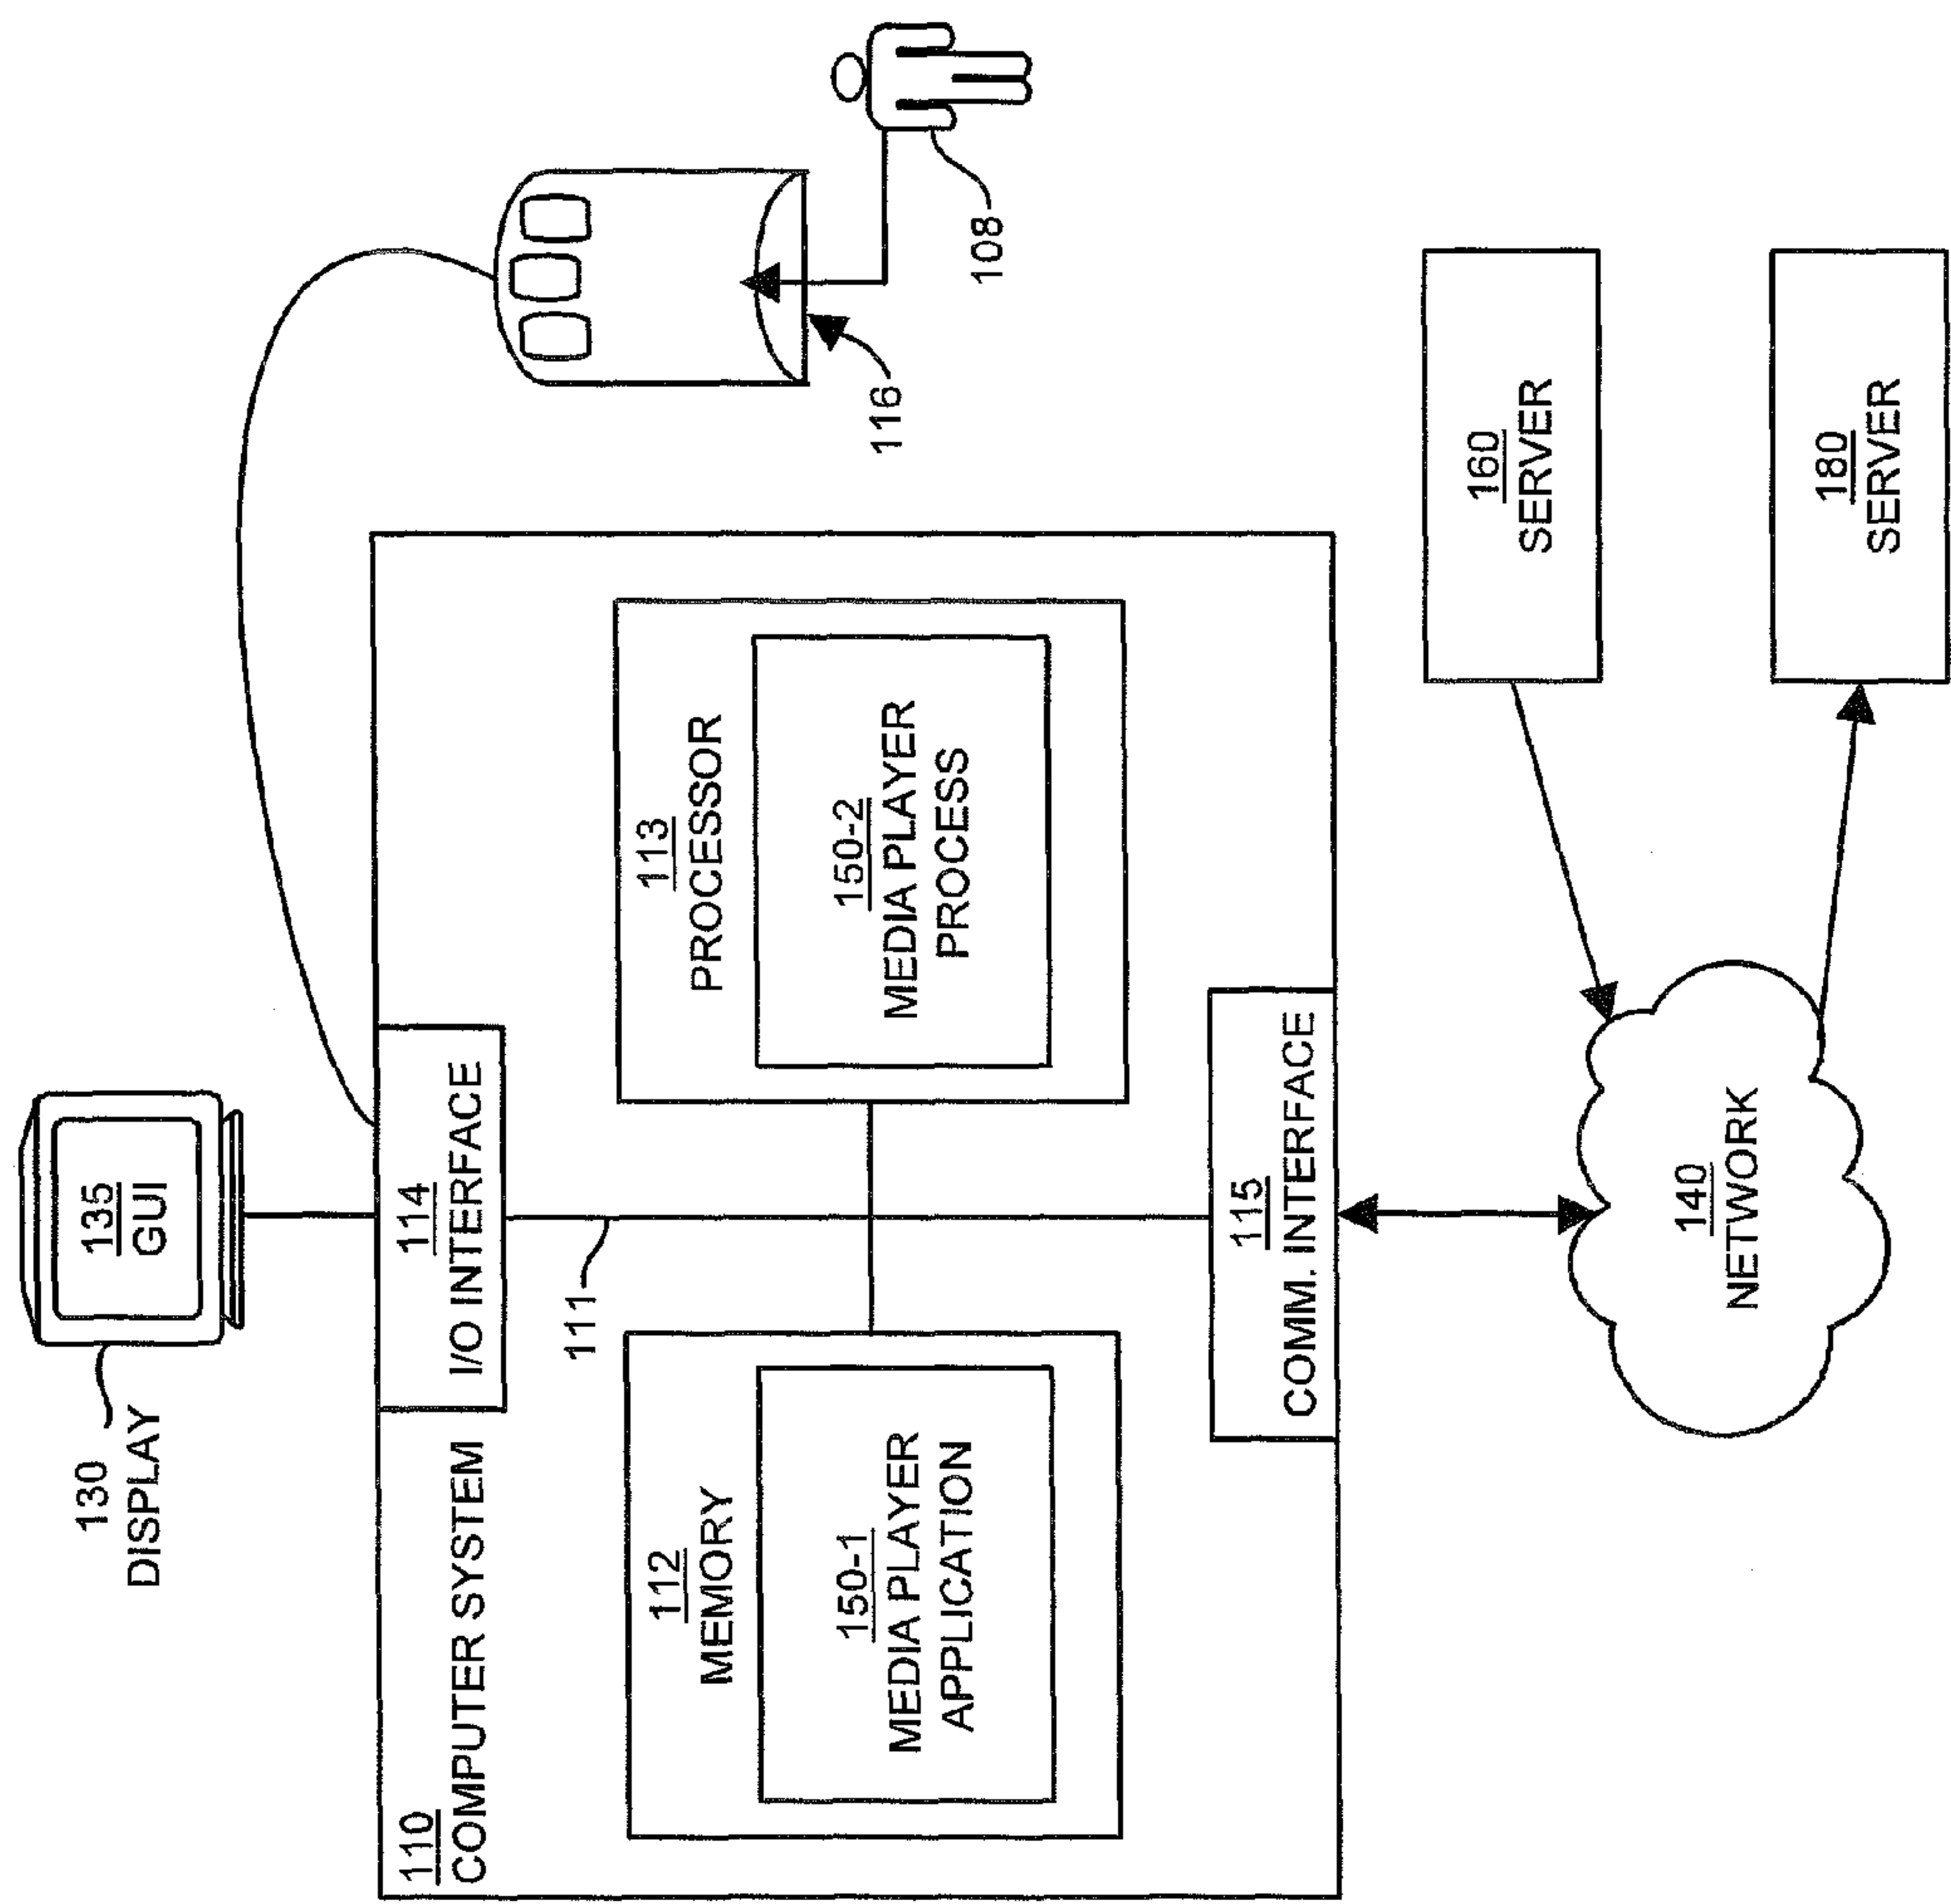 130
DISPLAY
135
GUI
110
COMPUTER SYSTEM
114
I/O INTERFACE
111
116
108
112
MEMORY
150-1
MEDIA PLAYER
APPLICATION
113
PROCESSOR
150-2
MEDIA PLAYER
PROCESS
115
COMM. INTERFACE
140
NETWORK
160
SERVER
180
SERVER